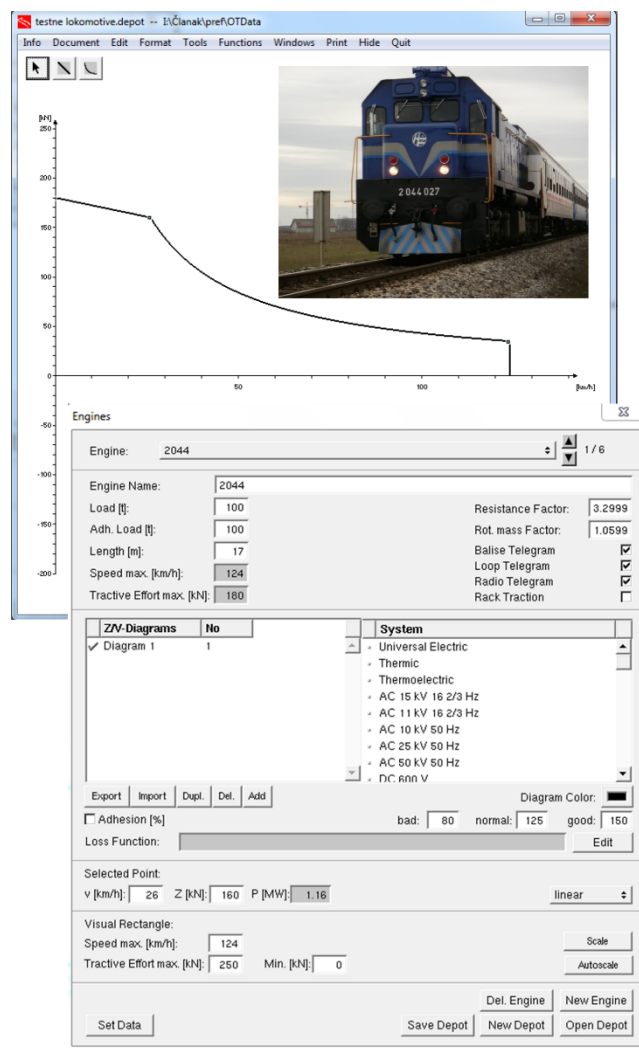 testne lokomotive.depot -- I:\Članak\pref\OTData
Info Document Edit Format Tools Functions Windows Print Hide Quit
[kN]
250
200
150
100
50
0
50 100 [km/h]
-50
-100
-150
-200
2 044 027
Engines
Engine: 2044 1 / 6
Engine Name: 2044
Load [t]: 100 Resistance Factor: 3.2999
Adh. Load [t]: 100 Rot. mass Factor: 1.0599
Length [m]: 17 Balise Telegram
Loop Telegram
Speed max. [km/h]: 124 Radio Telegram
Tractive Effort max. [kN]: 180 Rack Traction
Z/V-Diagrams No System
Diagram 1 1 Universal Electric
Thermic
Thermoelectric
AC 15 kV 16 2/3 Hz
AC 11 kV 16 2/3 Hz
AC 10 kV 50 Hz
AC 25 kV 50 Hz
AC 50 kV 50 Hz
DC 600 V
Export Import Dupl. Del. Add Diagram Color:
Adhesion [%] bad: 80 normal: 125 good: 150
Loss Function: Edit
Selected Point:
v [km/h]: 26 Z [kN]: 160 P [MW]: 1.16 linear
Visual Rectangle:
Speed max. [km/h]: 124 Scale
Tractive Effort max. [kN]: 250 Min. [kN]: 0 Autoscale
Del. Engine New Engine
Set Data Save Depot New Depot Open Depot